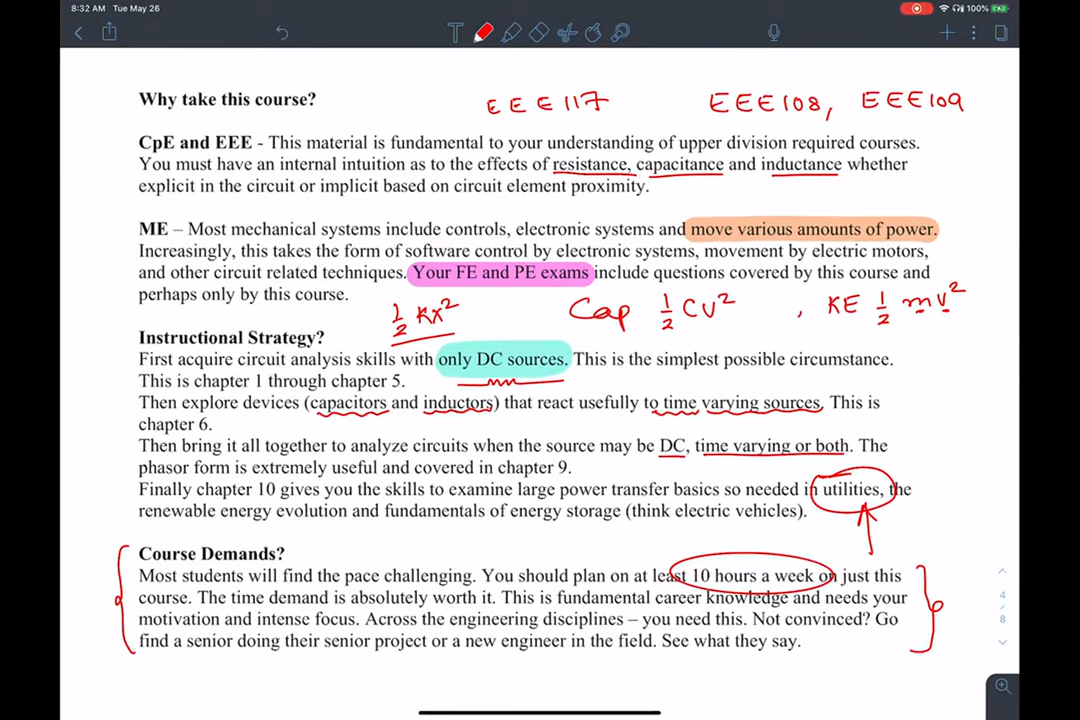 8:32 AM Tue May 26
100%
Why take this course?
EEE117 EEE108, EEE109
CpE and EEE - This material is fundamental to your understanding of upper division required courses.
You must have an internal intuition as to the effects of resistance, capacitance and inductance whether
explicit in the circuit or implicit based on circuit element proximity.
ME – Most mechanical systems include controls, electronic systems and move various amounts of power.
Increasingly, this takes the form of software control by electronic systems, movement by electric motors,
and other circuit related techniques. Your FE and PE exams include questions covered by this course and
perhaps only by this course.
½ Kx² Cap ½ CV² , KE ½ mv²
Instructional Strategy?
First acquire circuit analysis skills with only DC sources. This is the simplest possible circumstance.
This is chapter 1 through chapter 5.
Then explore devices (capacitors and inductors) that react usefully to time varying sources. This is
chapter 6.
Then bring it all together to analyze circuits when the source may be DC, time varying or both. The
phasor form is extremely useful and covered in chapter 9.
Finally chapter 10 gives you the skills to examine large power transfer basics so needed in utilities, the
renewable energy evolution and fundamentals of energy storage (think electric vehicles).
Course Demands?
Most students will find the pace challenging. You should plan on at least 10 hours a week on just this
course. The time demand is absolutely worth it. This is fundamental career knowledge and needs your
motivation and intense focus. Across the engineering disciplines – you need this. Not convinced? Go
find a senior doing their senior project or a new engineer in the field. See what they say.
4
/
8